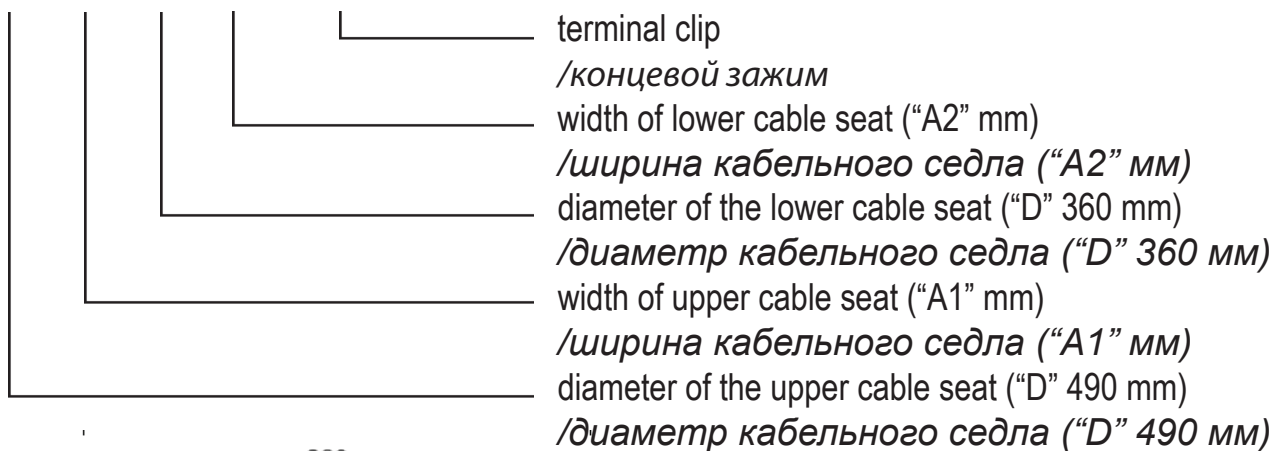 terminal clip
/концевой зажим
width of lower cable seat (“A2” mm)
/ширина кабельного седла (“A2” мм)
diameter of the lower cable seat (“D” 360 mm)
/диаметр кабельного седла (“D” 360 мм)
width of upper cable seat (“A1” mm)
/ширина кабельного седла (“A1” мм)
diameter of the upper cable seat (“D” 490 mm)
/диаметр кабельного седла (“D” 490 мм)